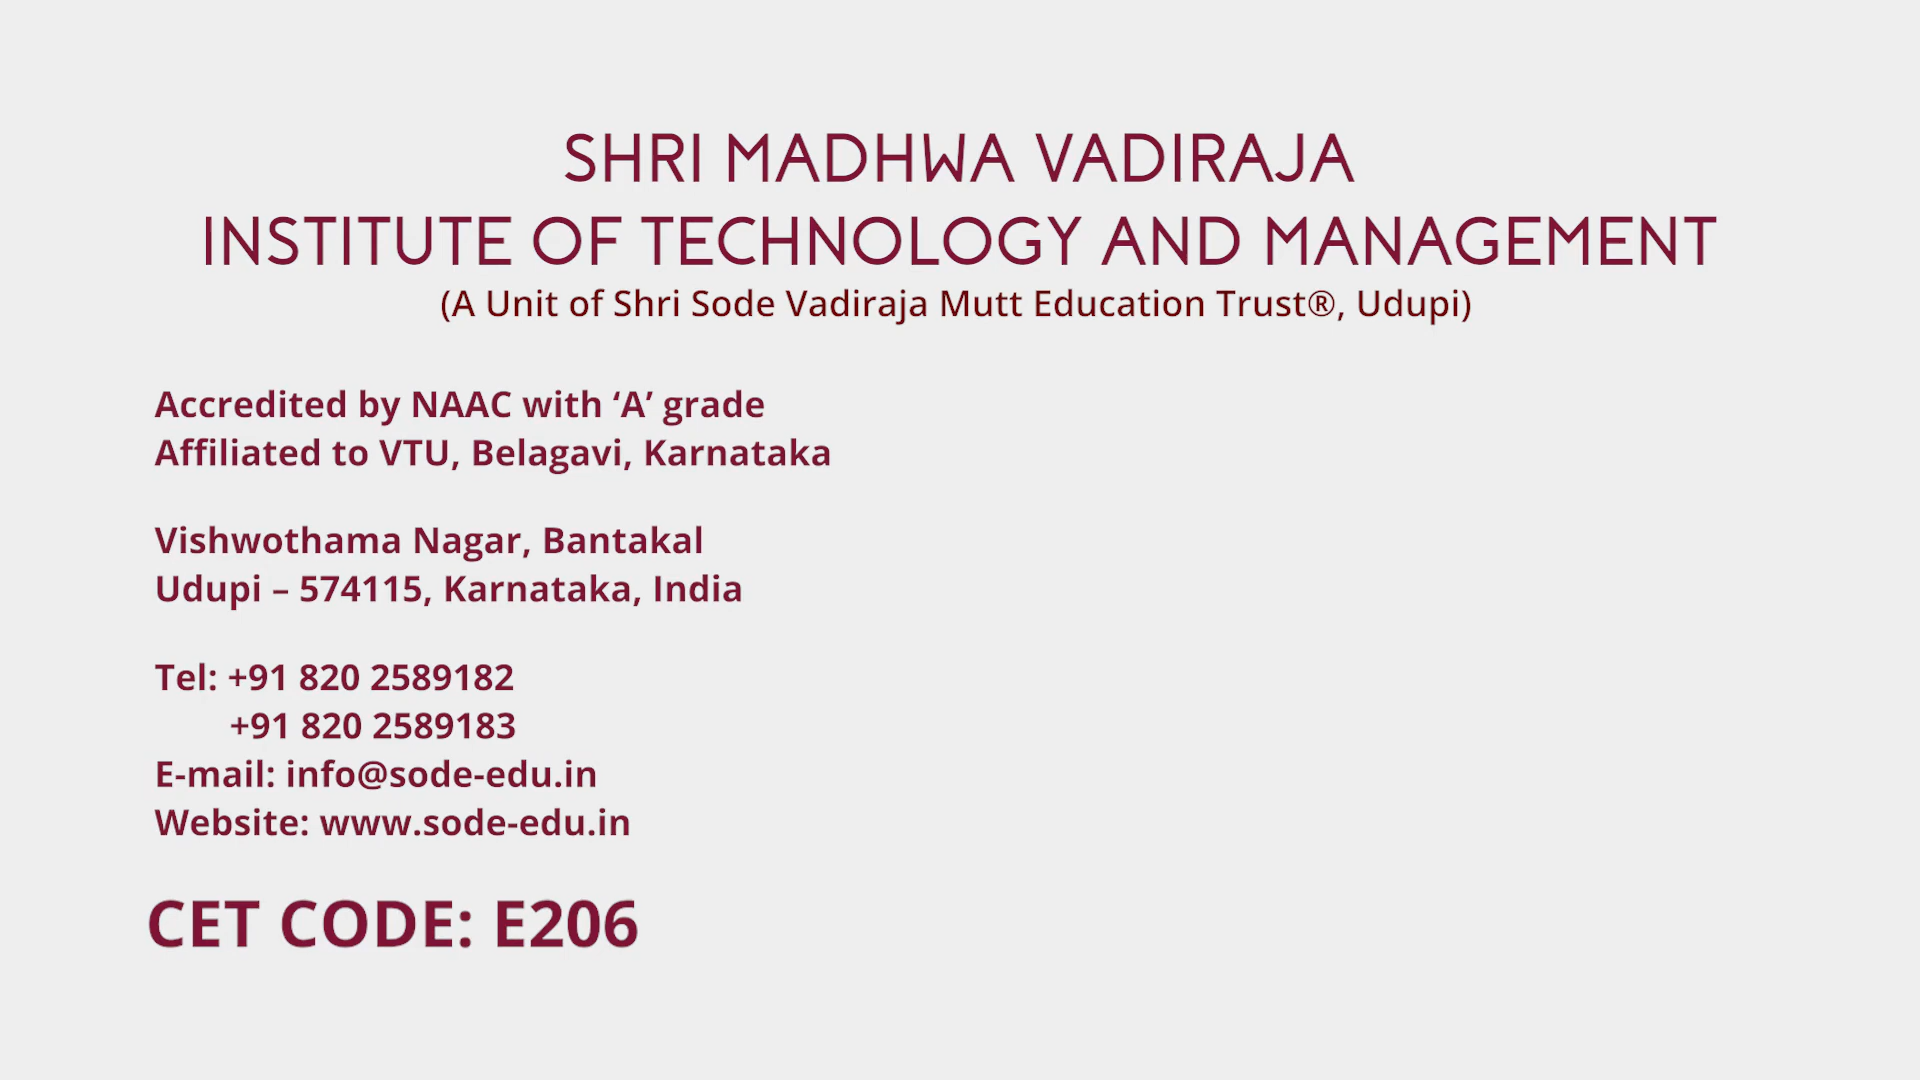 SHRI MADHWA VADIRAJA
INSTITUTE OF TECHNOLOGY AND MANAGEMENT
(A Unit of Shri Sode Vadiraja Mutt Education Trust®, Udupi)
Accredited by NAAC with ‘A’ grade
Affiliated to VTU, Belagavi, Karnataka
Vishwothama Nagar, Bantakal
Udupi – 574115, Karnataka, India
Tel: +91 820 2589182
+91 820 2589183
E-mail: info@sode-edu.in
Website: www.sode-edu.in
CET CODE: E206